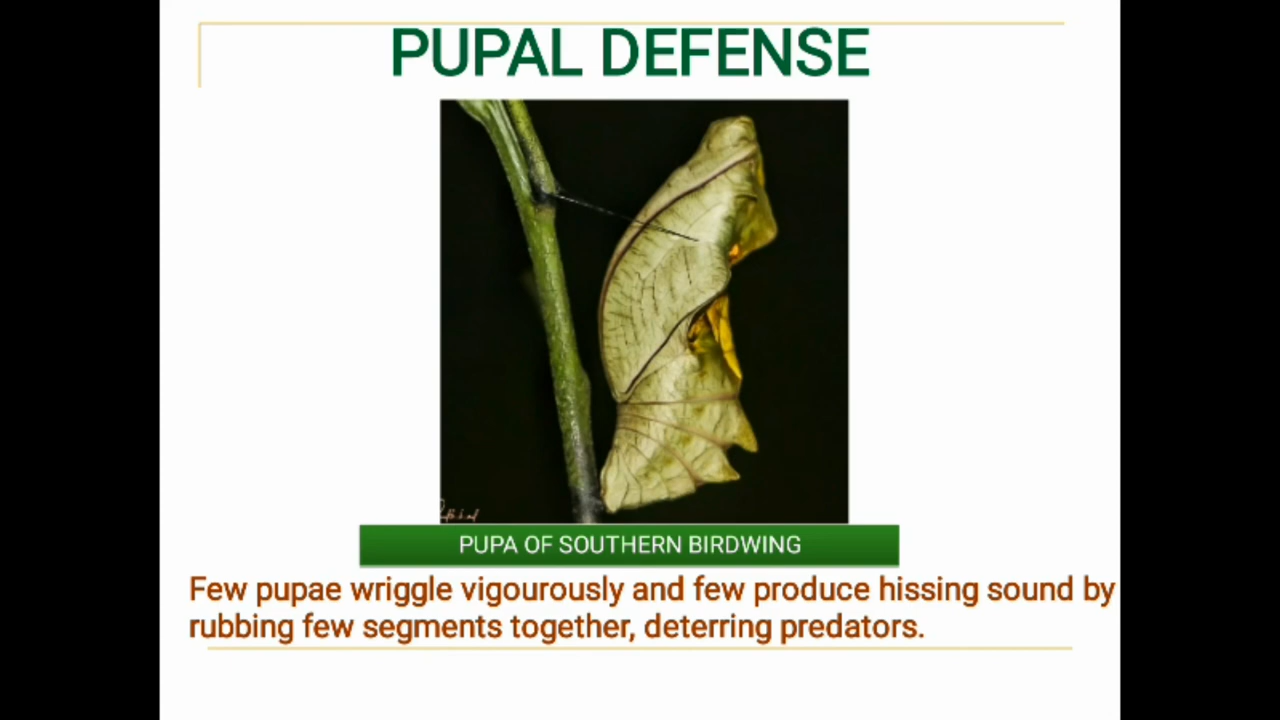 PUPAL DEFENSE
PUPA OF SOUTHERN BIRDWING
Few pupae wriggle vigourously and few produce hissing sound by
rubbing few segments together, deterring predators.